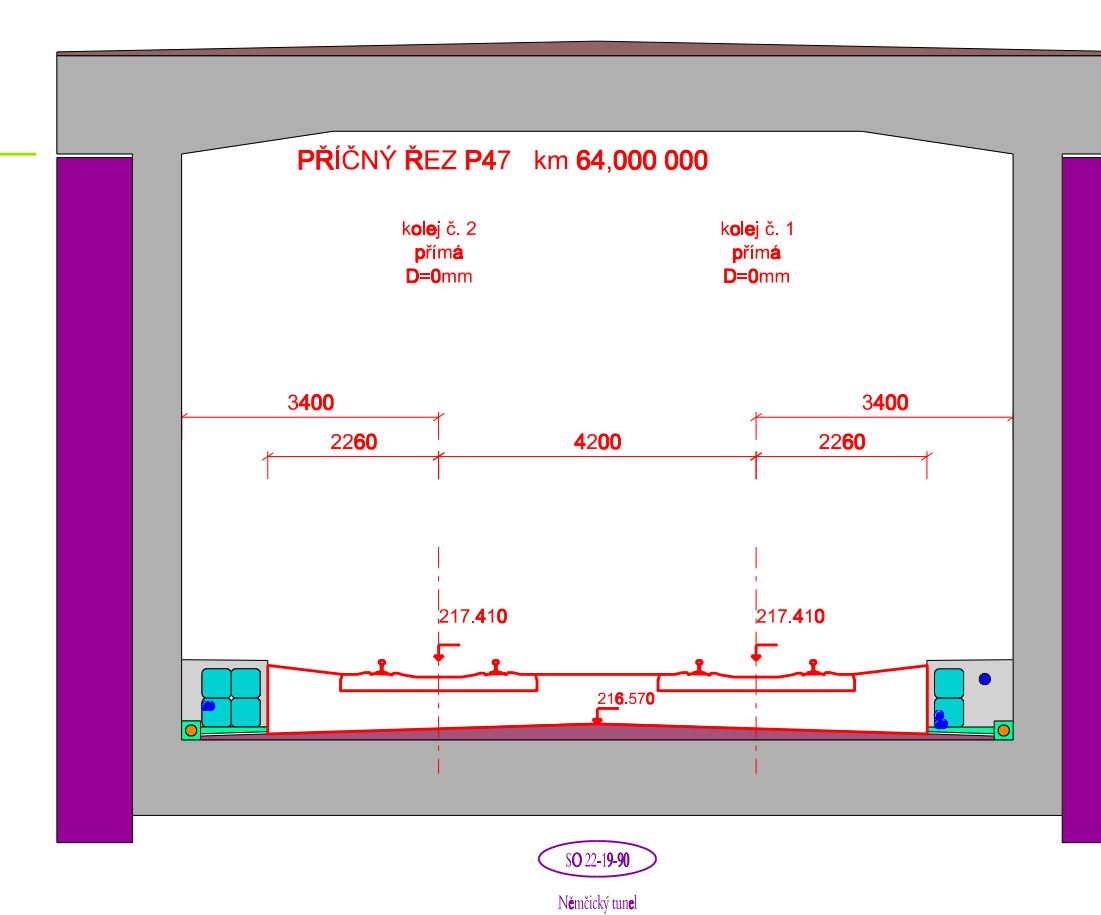 PŘÍČNÝ ŘEZ P47 km 64,000 000
kolej č. 2
přímá
D=0mm
kolej č. 1
přímá
D=0mm
3400
3400
2260
4200
2260
217.410
217.410
216.570
SO 22-19-90
Němčický tunel